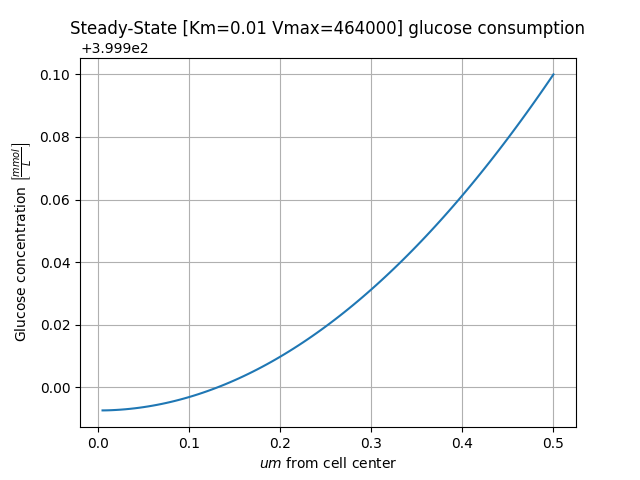 Steady-State [Km=0.01 Vmax=464000] glucose consumption
+3.999e2
0.10
0.08
0.06
0.04
0.02
0.00
Glucose concentration [mmol/L]
0.0 0.1 0.2 0.3 0.4 0.5
um from cell center